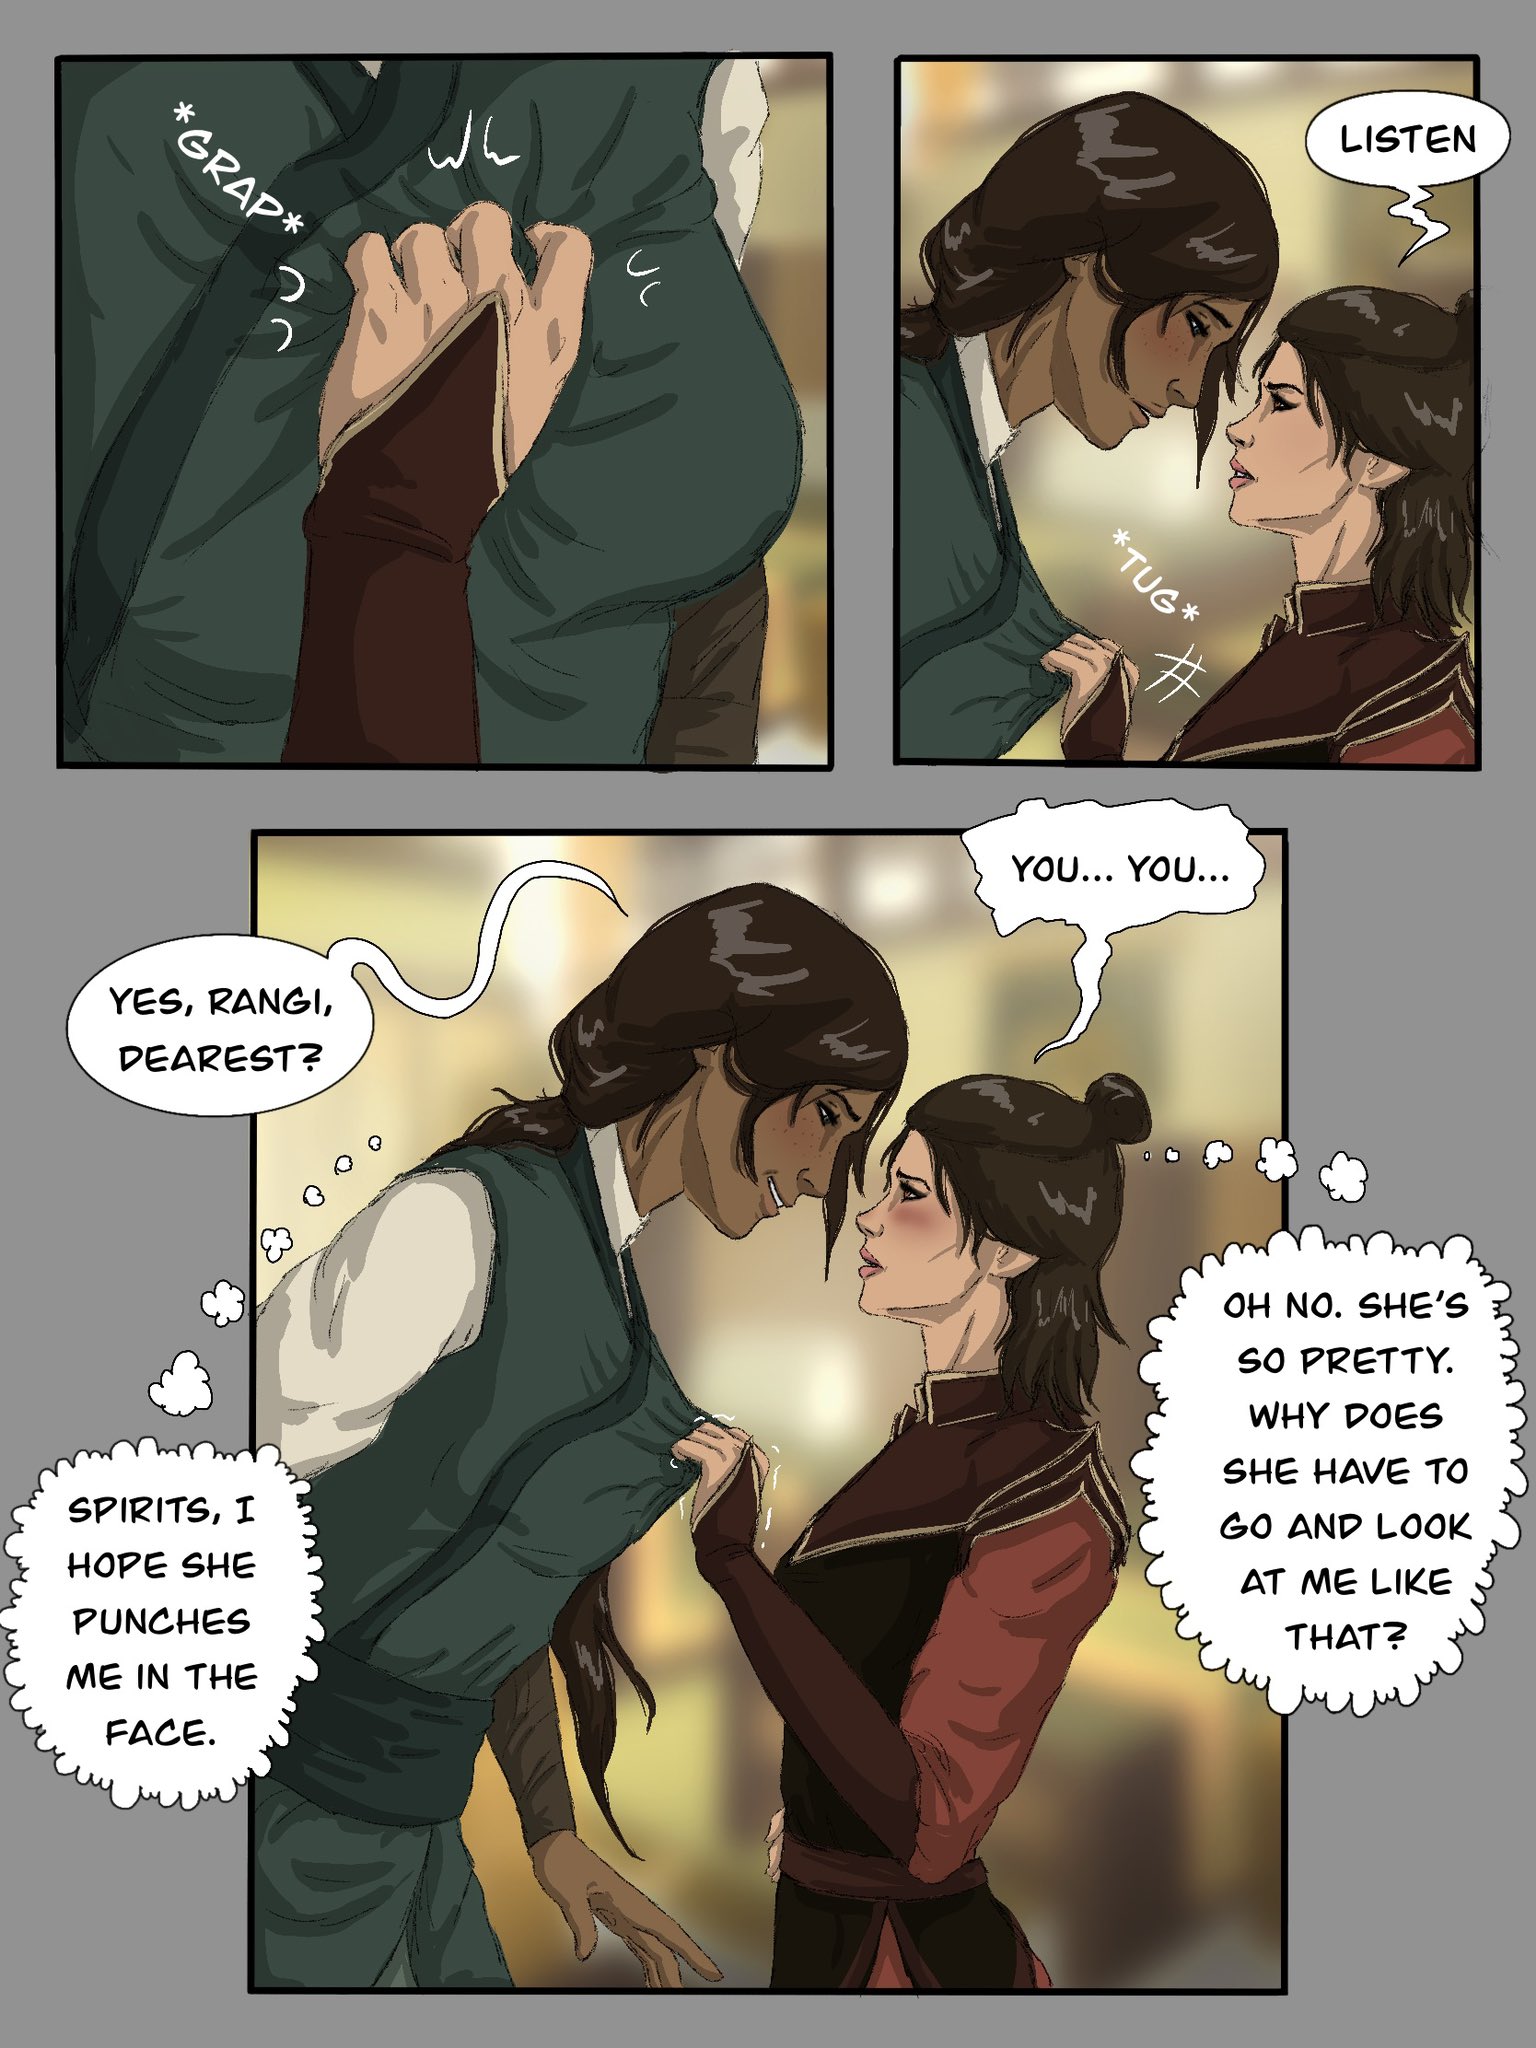 *GRAP*
LISTEN
*TUG*
YOU... YOU...
YES, RANGI,
DEAREST?
OH NO. SHE'S
SO PRETTY.
WHY DOES
SHE HAVE TO
GO AND LOOK
AT ME LIKE
THAT?
SPIRITS, I
HOPE SHE
PUNCHES
ME IN THE
FACE.